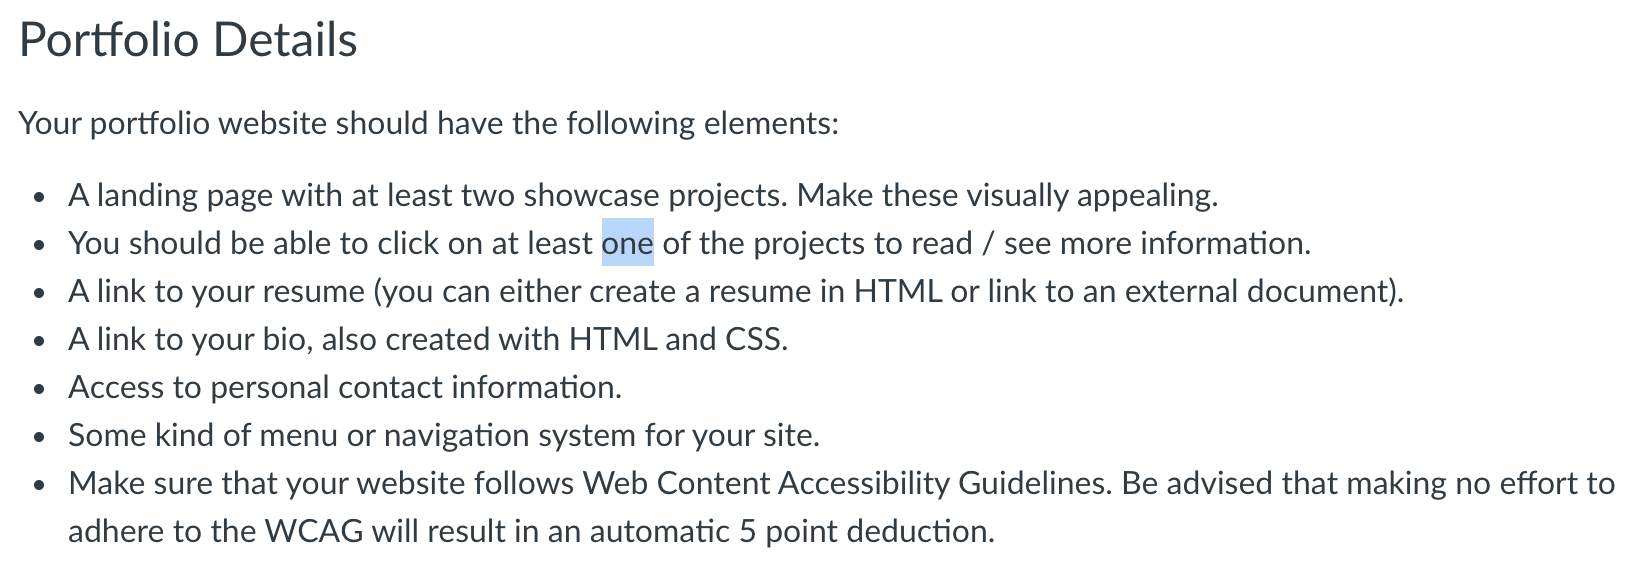 Portfolio Details
Your portfolio website should have the following elements:
• A landing page with at least two showcase projects. Make these visually appealing.
• You should be able to click on at least one of the projects to read / see more information.
• A link to your resume (you can either create a resume in HTML or link to an external document).
• A link to your bio, also created with HTML and CSS.
• Access to personal contact information.
• Some kind of menu or navigation system for your site.
• Make sure that your website follows Web Content Accessibility Guidelines. Be advised that making no effort to
adhere to the WCAG will result in an automatic 5 point deduction.